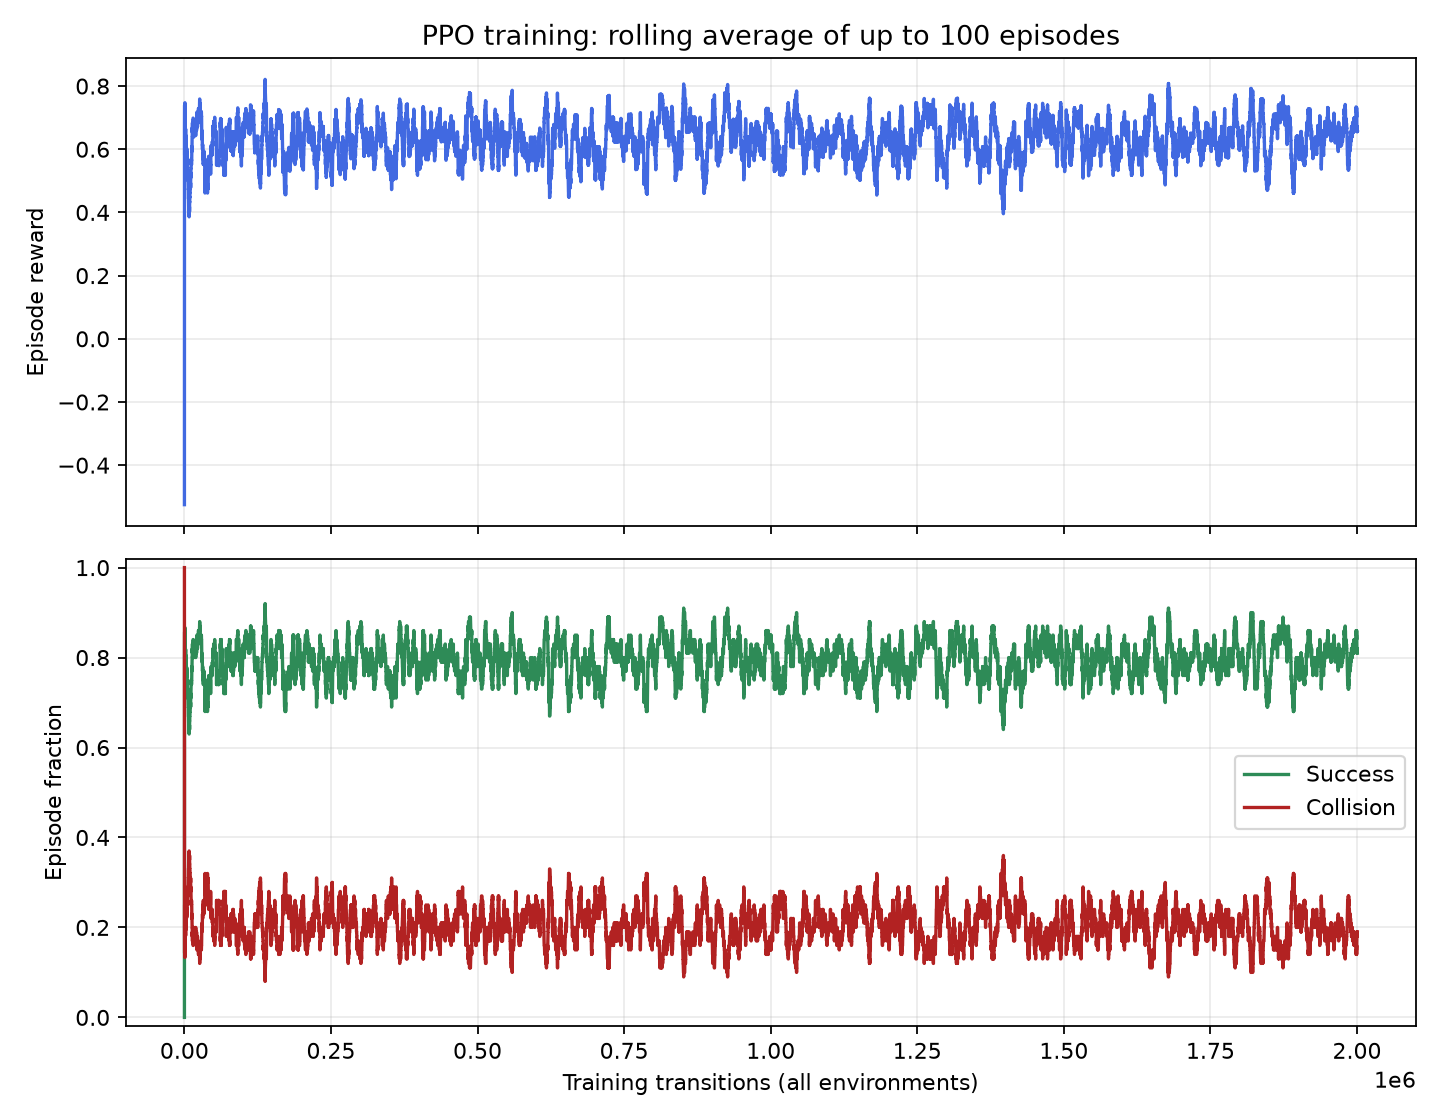 PPO training: rolling average of up to 100 episodes
0.8
0.6
0.4
0.2
0.0
−0.2
−0.4
Episode reward
1.0
0.8
0.6
0.4
0.2
0.0
Episode fraction
Success
Collision
0.00 0.25 0.50 0.75 1.00 1.25 1.50 1.75 2.00
1e6
Training transitions (all environments)